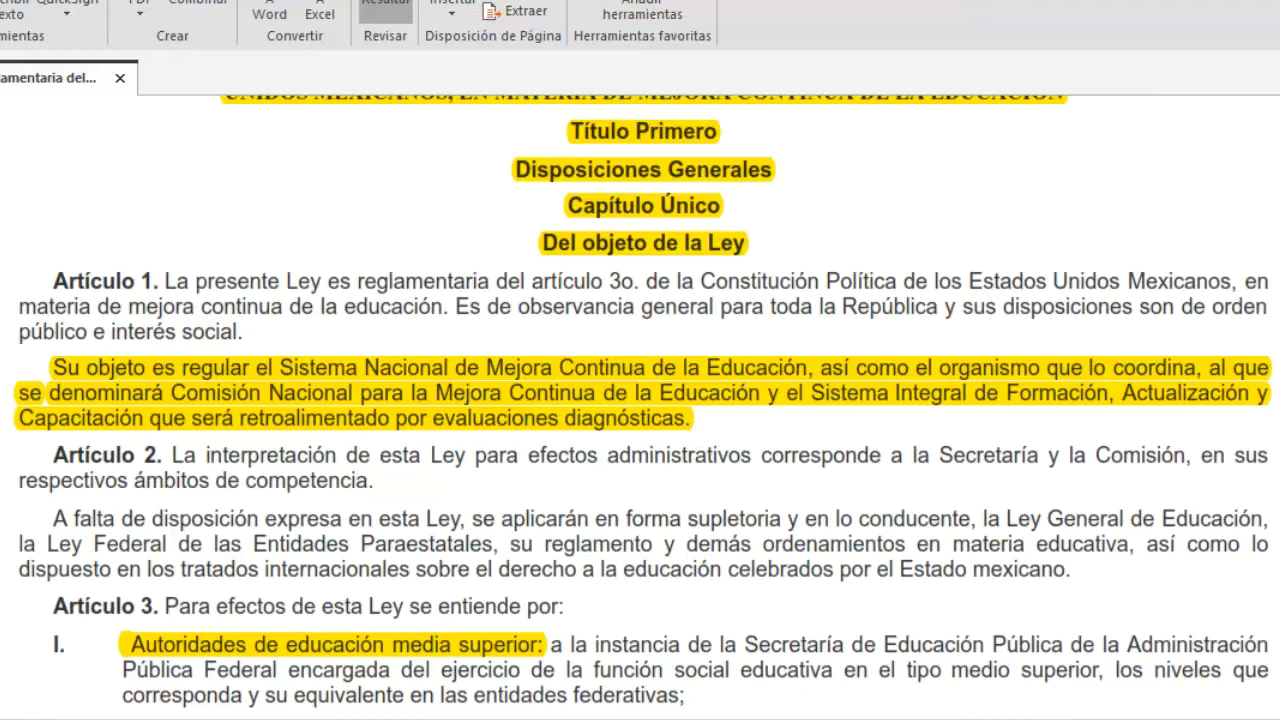 QuickSign
Word Excel
Extraer
herramientas
Crear Convertir Revisar Disposición de Página Herramientas favoritas
amentaria del... ×
UNIDOS MEXICANOS, EN MATERIA DE MEJORA CONTINUA DE LA EDUCACIÓN
Título Primero
Disposiciones Generales
Capítulo Único
Del objeto de la Ley
Artículo 1. La presente Ley es reglamentaria del artículo 3o. de la Constitución Política de los Estados Unidos Mexicanos, en
materia de mejora continua de la educación. Es de observancia general para toda la República y sus disposiciones son de orden
público e interés social.
Su objeto es regular el Sistema Nacional de Mejora Continua de la Educación, así como el organismo que lo coordina, al que
se denominará Comisión Nacional para la Mejora Continua de la Educación y el Sistema Integral de Formación, Actualización y
Capacitación que será retroalimentado por evaluaciones diagnósticas.
Artículo 2. La interpretación de esta Ley para efectos administrativos corresponde a la Secretaría y la Comisión, en sus
respectivos ámbitos de competencia.
A falta de disposición expresa en esta Ley, se aplicarán en forma supletoria y en lo conducente, la Ley General de Educación,
la Ley Federal de las Entidades Paraestatales, su reglamento y demás ordenamientos en materia educativa, así como lo
dispuesto en los tratados internacionales sobre el derecho a la educación celebrados por el Estado mexicano.
Artículo 3. Para efectos de esta Ley se entiende por:
I. Autoridades de educación media superior: a la instancia de la Secretaría de Educación Pública de la Administración
Pública Federal encargada del ejercicio de la función social educativa en el tipo medio superior, los niveles que
corresponda y su equivalente en las entidades federativas;